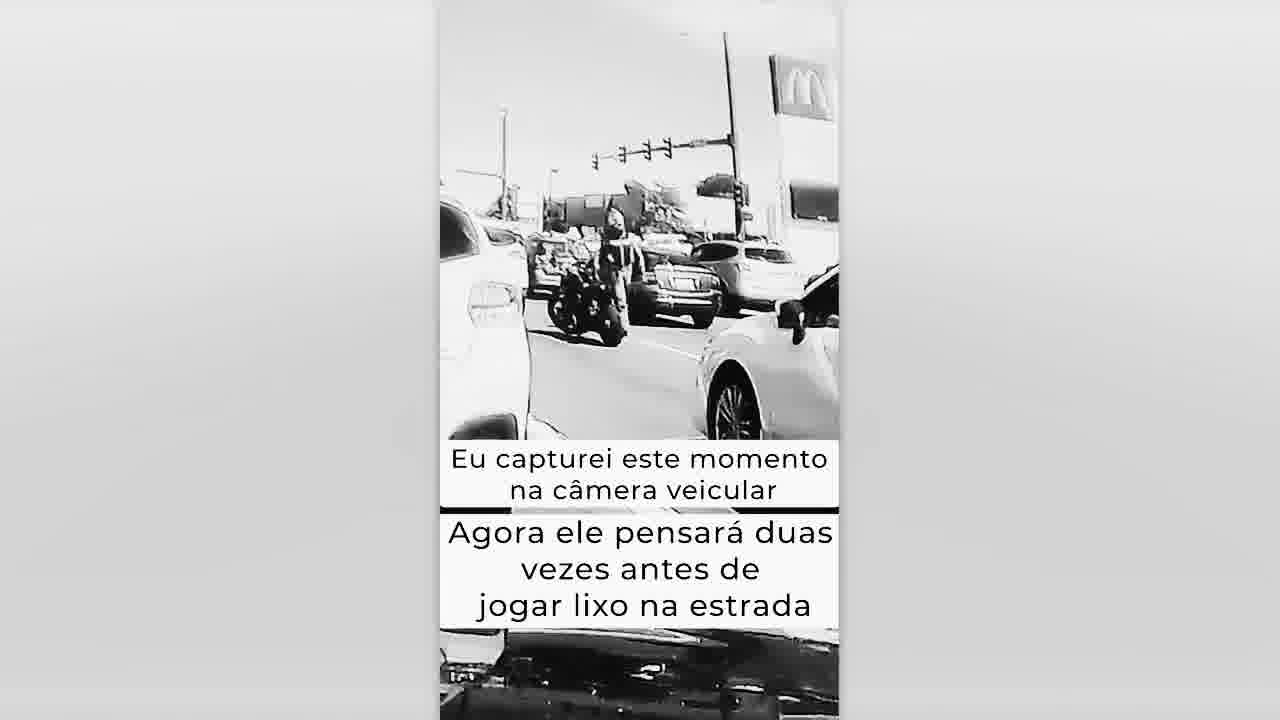 Eu capturei este momento
na câmera veicular
Agora ele pensará duas
vezes antes de
jogar lixo na estrada